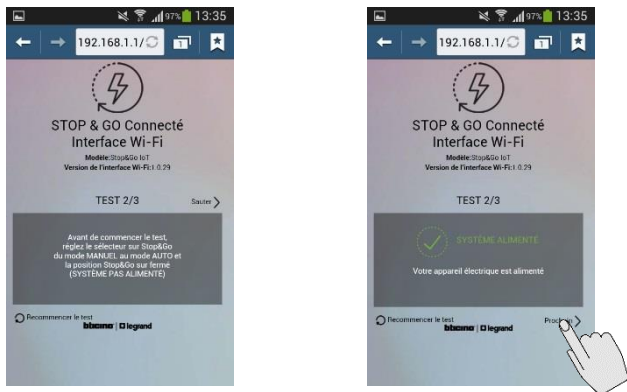 97% 13:35
192.168.1.1/
1
STOP & GO Connecté
Interface Wi-Fi
Modèle:Stop&Go IoT
Version de l'interface Wi-Fi:1.0.29
TEST 2/3
Sauter
Avant de commencer le test,
réglez le sélecteur sur Stop&Go
du mode MANUEL au mode AUTO et
la position Stop&Go sur fermé
(SYSTÈME PAS ALIMENTÉ)
Recommencer le test
bticino legrand
97% 13:35
192.168.1.1/
1
STOP & GO Connecté
Interface Wi-Fi
Modèle:Stop&Go IoT
Version de l'interface Wi-Fi:1.0.29
TEST 2/3
SYSTÈME ALIMENTÉ
Votre appareil électrique est alimenté
Recommencer le test
Prochain
bticino legrand